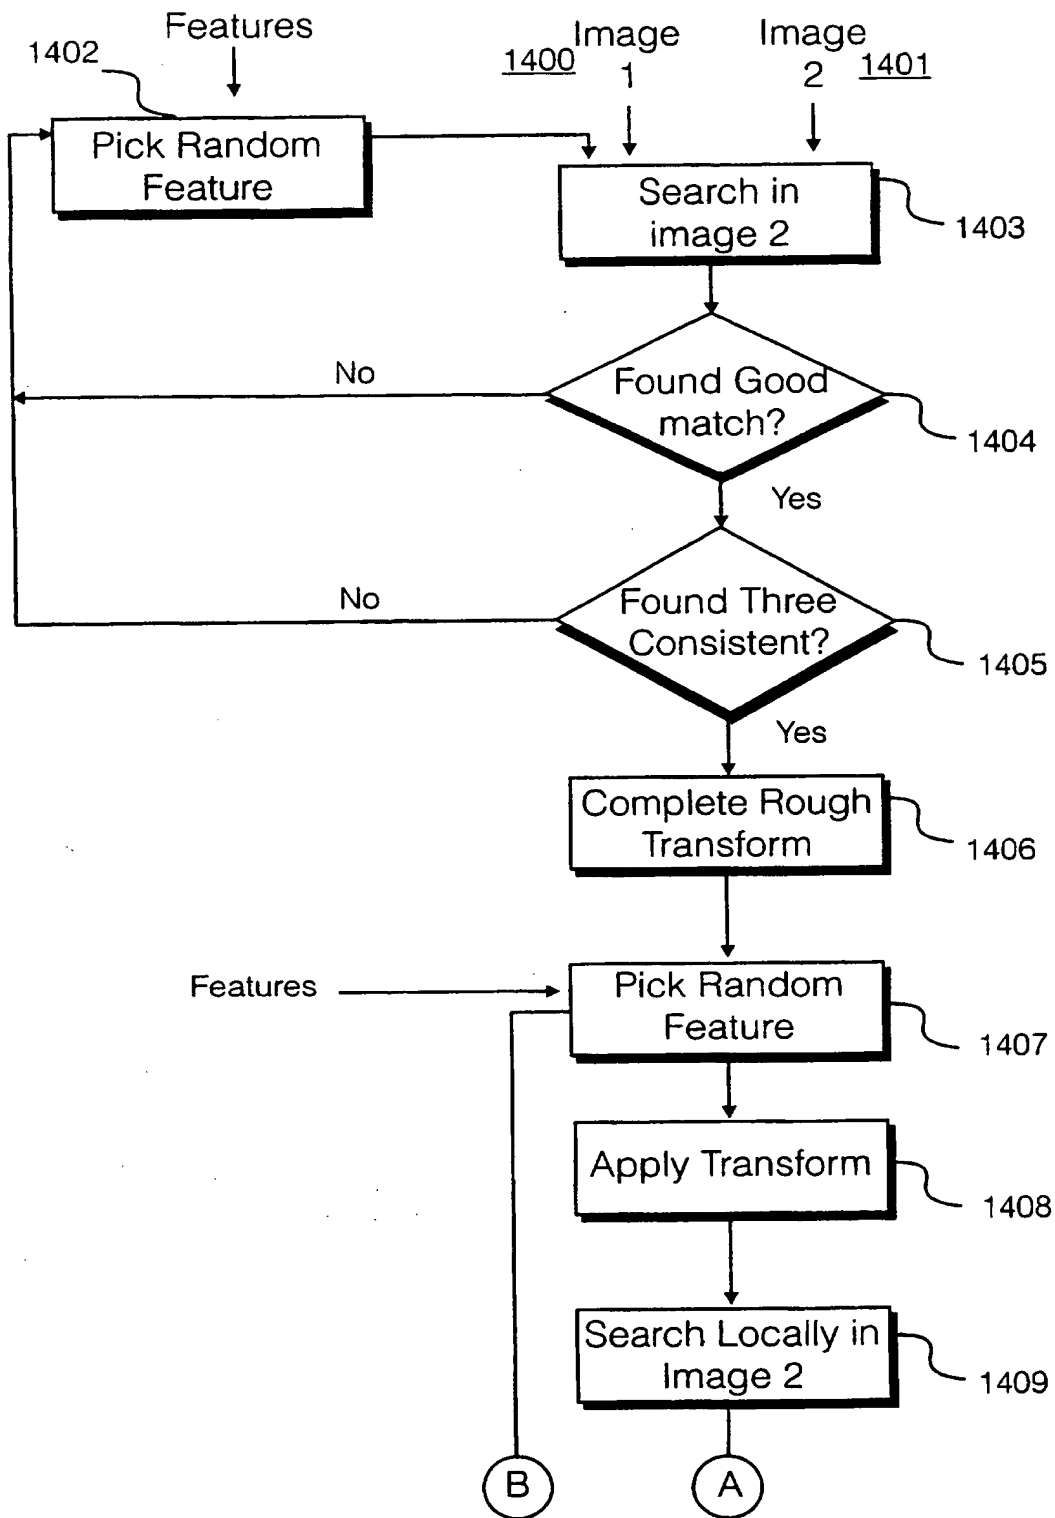 Features
1402
Pick Random
Feature
1400
Image
1
Image
2
1401
Search in
image 2
1403
No
Found Good
match?
1404
Yes
No
Found Three
Consistent?
1405
Yes
Complete Rough
Transform
1406
Features
Pick Random
Feature
1407
Apply Transform
1408
Search Locally in
Image 2
1409
B
A